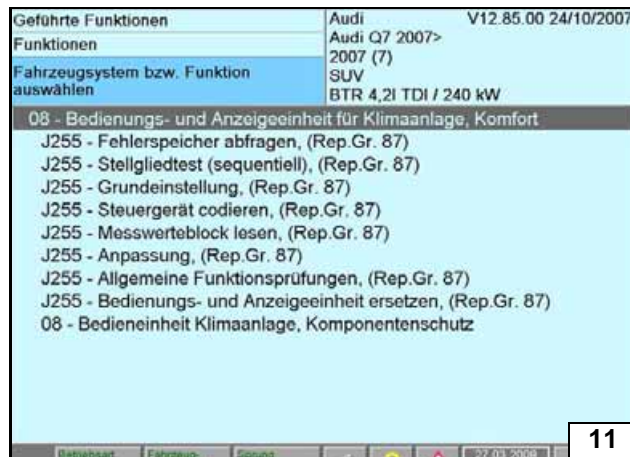 Geführte Funktionen
Funktionen
Fahrzeugsystem bzw. Funktion
auswählen
Audi V12.85.00 24/10/2007
Audi Q7 2007>
2007 (7)
SUV
BTR 4,2l TDI / 240 kW
08 - Bedienungs- und Anzeigeeinheit für Klimaanlage, Komfort
J255 - Fehlerspeicher abfragen, (Rep.Gr. 87)
J255 - Stellgliedtest (sequentiell), (Rep.Gr. 87)
J255 - Grundeinstellung, (Rep.Gr. 87)
J255 - Steuergerät codieren, (Rep.Gr. 87)
J255 - Messwerteblock lesen, (Rep.Gr. 87)
J255 - Anpassung, (Rep.Gr. 87)
J255 - Allgemeine Funktionsprüfungen, (Rep.Gr. 87)
J255 - Bedienungs- und Anzeigeeinheit ersetzen, (Rep.Gr. 87)
08 - Bedieneinheit Klimaanlage, Komponentenschutz
Betriebsart Fahrzeug- Sprung 27.03.2009
11